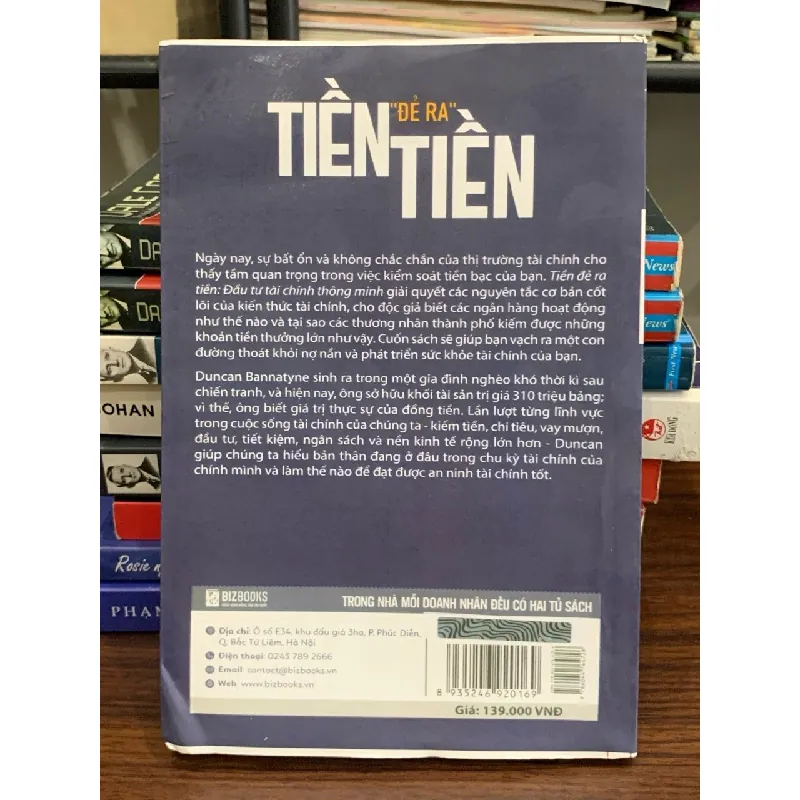 TIỀN "ĐẺ RA" TIỀN
Ngày nay, sự bất ổn và không chắc chắn của thị trường tài chính cho
thấy tầm quan trọng trong việc kiểm soát tiền bạc của bạn. Tiền đẻ ra
tiền: Đầu tư tài chính thông minh giải quyết các nguyên tắc cơ bản cốt
lõi của kiến thức tài chính, cho độc giả biết các ngân hàng hoạt động
như thế nào và tại sao các thương nhân thành phố kiếm được những
khoản tiền thưởng lớn như vậy. Cuốn sách sẽ giúp bạn vạch ra một con
đường thoát khỏi nợ nần và phát triển sức khỏe tài chính của bạn.
Duncan Bannatyne sinh ra trong một gia đình nghèo khó thời kì sau
chiến tranh, và hiện nay, ông sở hữu khối tài sản trị giá 310 triệu bảng;
vì thế, ông biết giá trị thực sự của đồng tiền. Lần lượt từng lĩnh vực
trong cuộc sống tài chính của chúng ta - kiếm tiền, chi tiêu, vay mượn,
đầu tư, tiết kiệm, ngân sách và nền kinh tế rộng lớn hơn - Duncan
giúp chúng ta hiểu bản thân đang ở đâu trong chu kỳ tài chính của
chính mình và làm thế nào để đạt được an ninh tài chính tốt.
BIZBOOKS
TRONG NHÀ MỖI DOANH NHÂN ĐỀU CÓ HAI TỦ SÁCH
Địa chỉ: Ô số E34, khu đấu giá 3ha, P. Phúc Diễn,
Q. Bắc Từ Liêm, Hà Nội
Điện thoại: 0243 789 2666
Email: contact@bizbooks.vn
Web: www.bizbooks.vn
8 935246 920169
Giá: 139.000 VNĐ
DA
DA
OHAN
Rosie
PHẠM
News
News
First News
KIM ĐỒNG